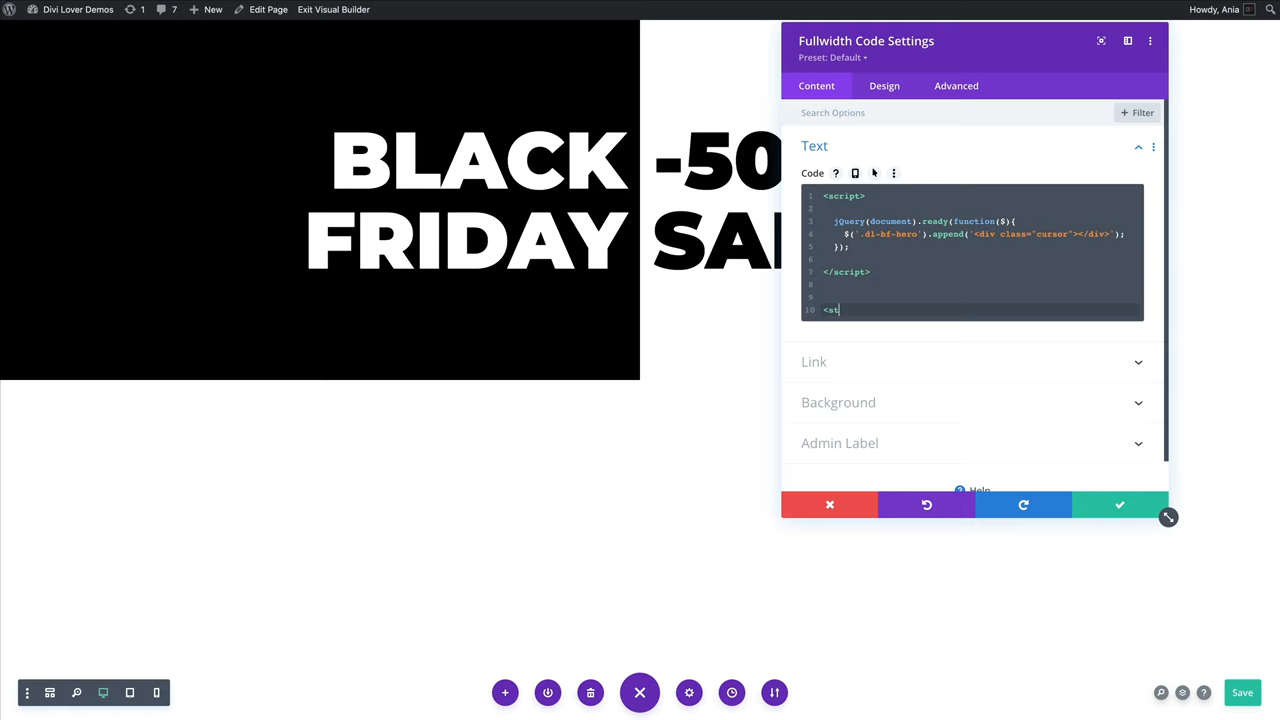 Divi Lover Demos 1 7 New Edit Page Exit Visual Builder Howdy, Ania
BLACK -50
FRIDAY SAL
Fullwidth Code Settings
Preset: Default
Content Design Advanced
Search Options + Filter
Text
Code ?
1 <script>
2
3 jQuery(document).ready(function($){
4 $('.dl-bf-hero').append('<div class="cursor"></div>');
5 });
6
7 </script>
8
9
10 <st
Link
Background
Admin Label
? Help
? Save